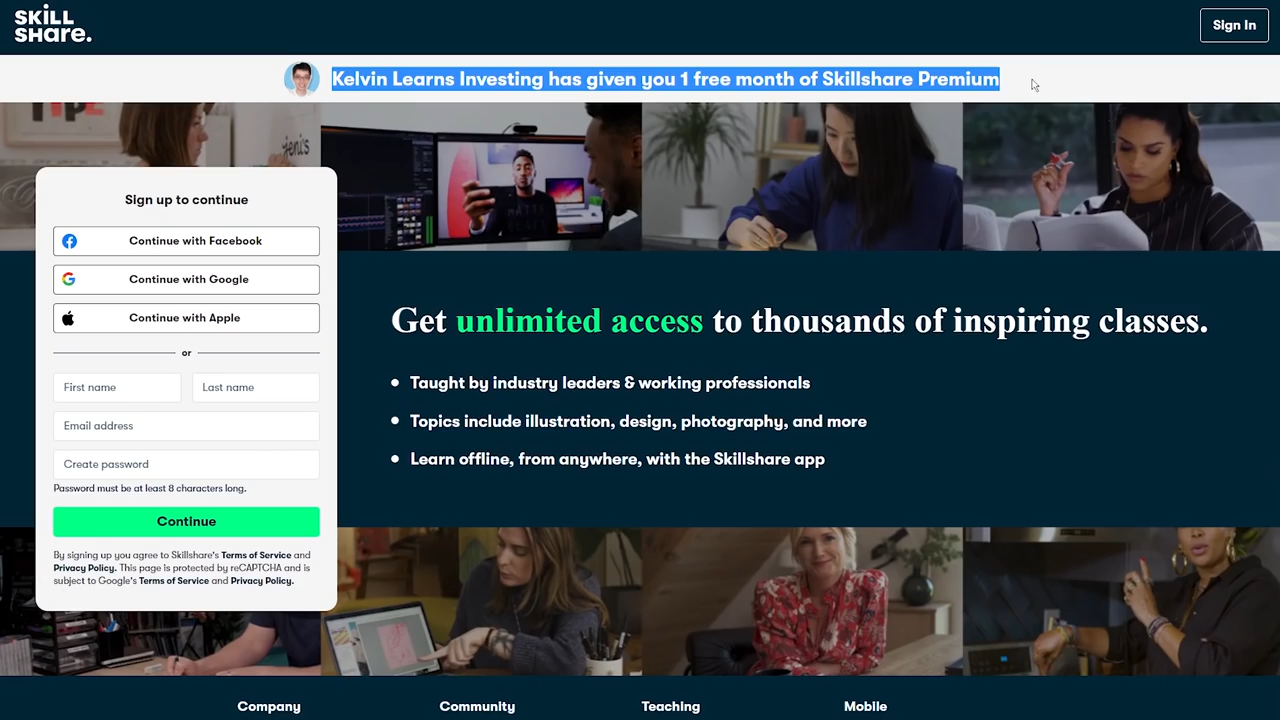 SKILL
SHARE.
Sign In
Kelvin Learns Investing has given you 1 free month of Skillshare Premium
Sign up to continue
Continue with Facebook
Continue with Google
Continue with Apple
or
First name
Last name
Email address
Create password
Password must be at least 8 characters long.
Continue
By signing up you agree to Skillshare's Terms of Service and
Privacy Policy. This page is protected by reCAPTCHA and is
subject to Google's Terms of Service and Privacy Policy.
Get unlimited access to thousands of inspiring classes.
Taught by industry leaders & working professionals
Topics include illustration, design, photography, and more
Learn offline, from anywhere, with the Skillshare app
Company
Community
Teaching
Mobile